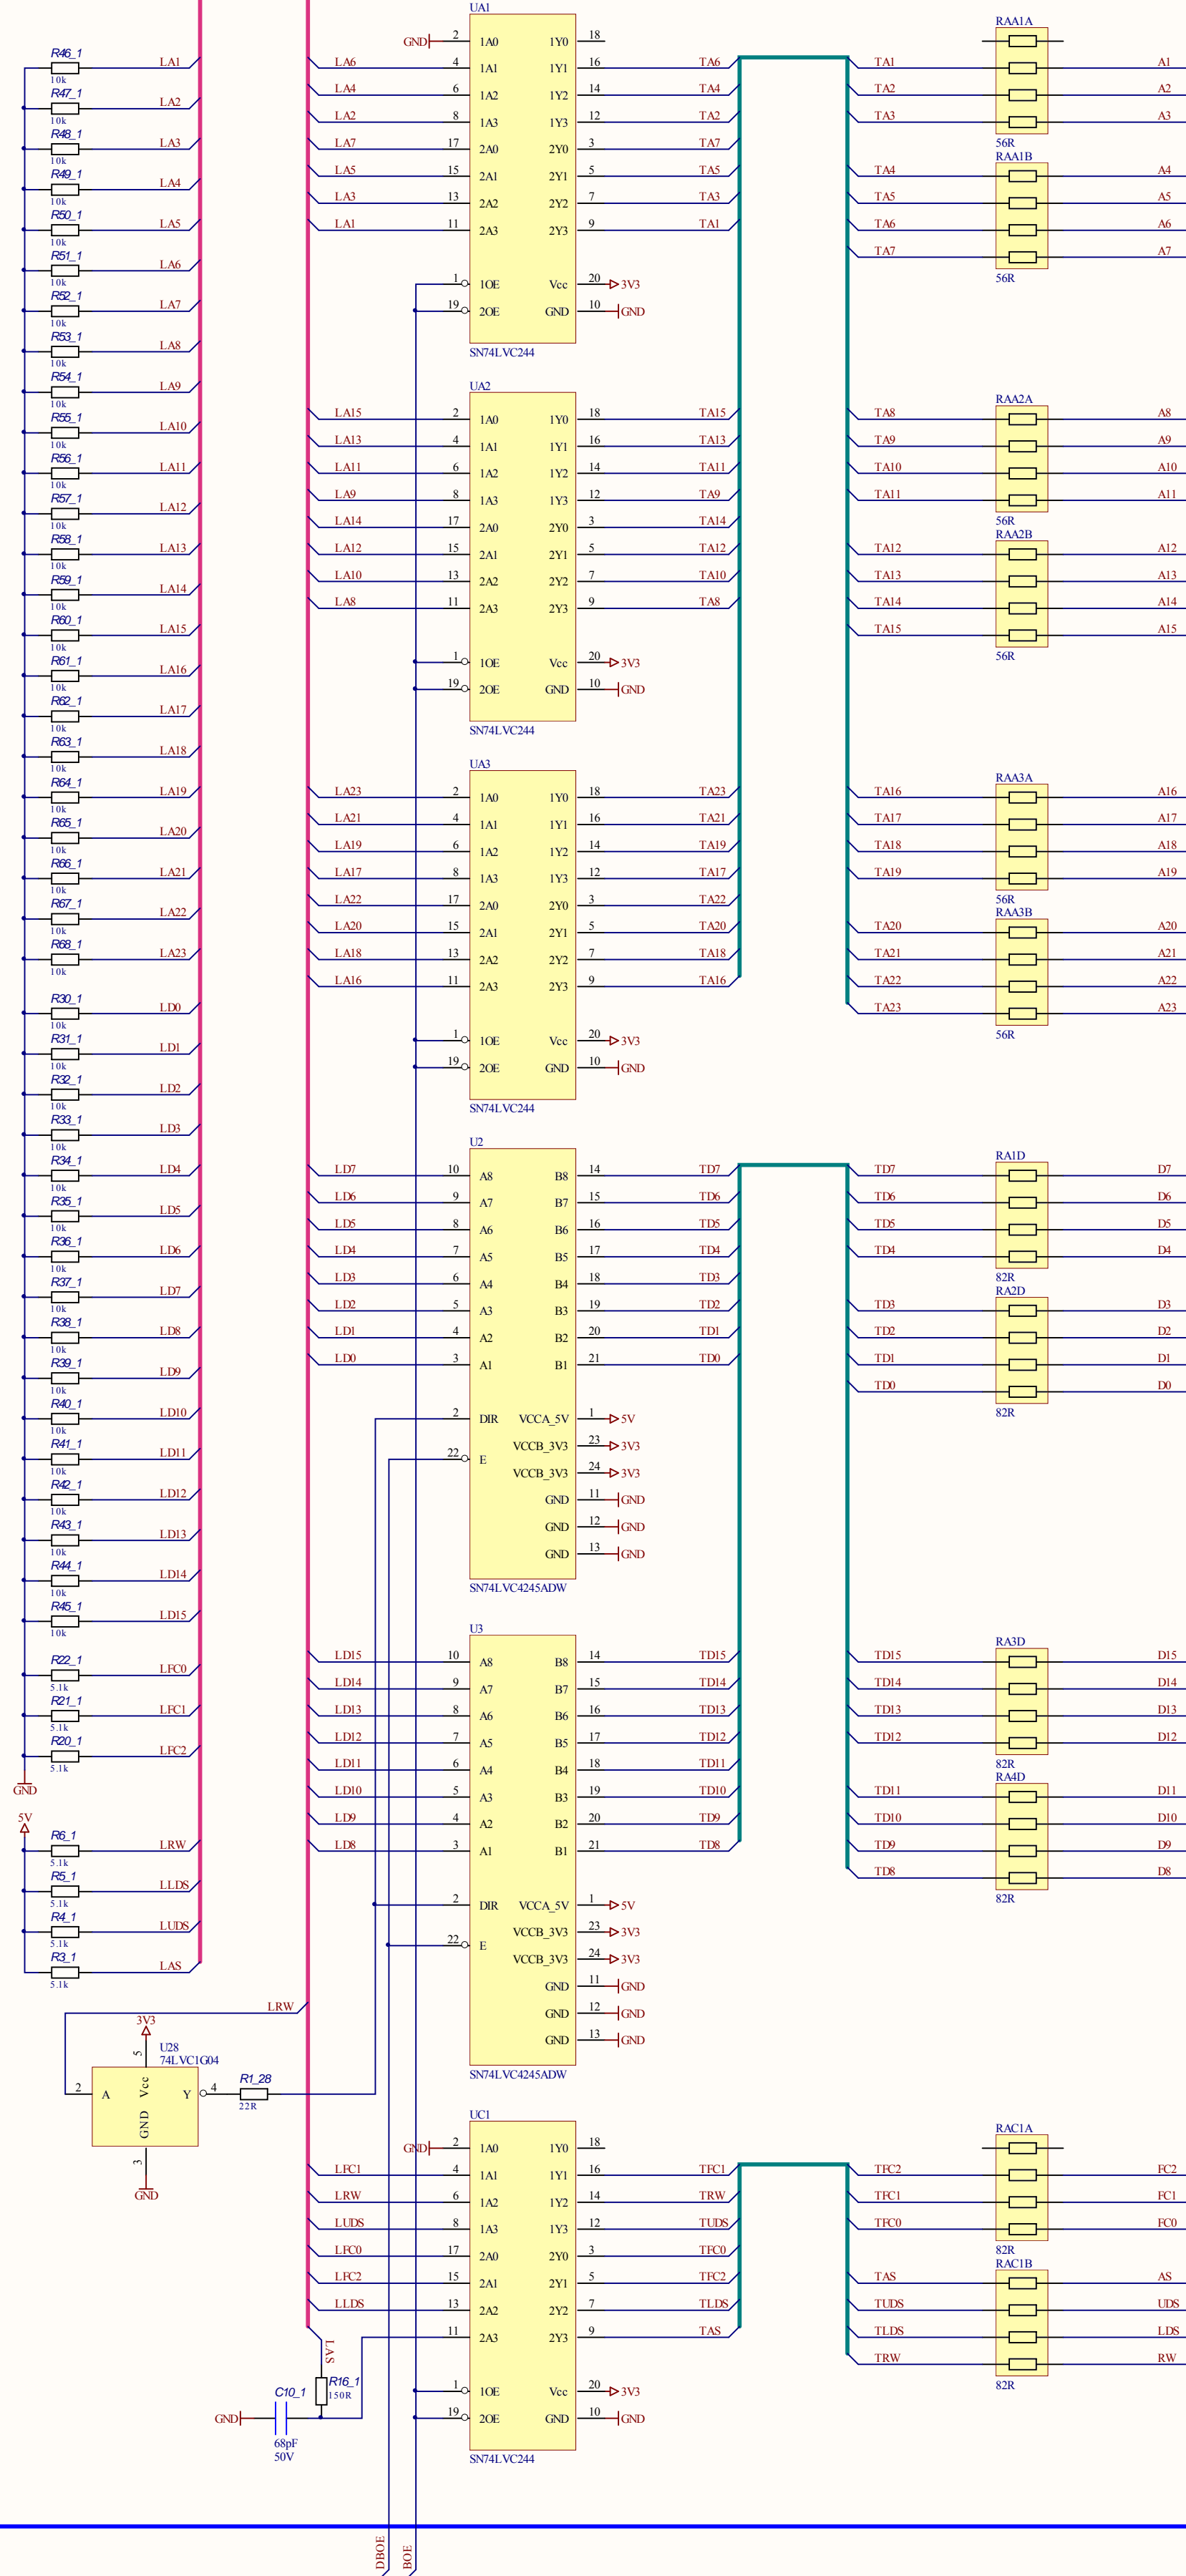 R46_1
10k
LA1
R47_1
10k
LA2
R48_1
10k
LA3
R49_1
10k
LA4
R50_1
10k
LA5
R51_1
10k
LA6
R52_1
10k
LA7
R53_1
10k
LA8
R54_1
10k
LA9
R55_1
10k
LA10
R56_1
10k
LA11
R57_1
10k
LA12
R58_1
10k
LA13
R59_1
10k
LA14
R60_1
10k
LA15
R61_1
10k
LA16
R62_1
10k
LA17
R63_1
10k
LA18
R64_1
10k
LA19
R65_1
10k
LA20
R66_1
10k
LA21
R67_1
10k
LA22
R68_1
10k
LA23
R30_1
10k
LD0
R31_1
10k
LD1
R32_1
10k
LD2
R33_1
10k
LD3
R34_1
10k
LD4
R35_1
10k
LD5
R36_1
10k
LD6
R37_1
10k
LD7
R38_1
10k
LD8
R39_1
10k
LD9
R40_1
10k
LD10
R41_1
10k
LD11
R42_1
10k
LD12
R43_1
10k
LD13
R44_1
10k
LD14
R45_1
10k
LD15
R22_1
5.1k
LFC0
R21_1
5.1k
LFC1
R20_1
5.1k
LFC2
GND
5V
R6_1
5.1k
LRW
R5_1
5.1k
LLDS
R4_1
5.1k
LUDS
R3_1
5.1k
LAS
LRW
3V3
U28
74LVC1G04
5
2 A Vcc Y 4
GND
3
GND
R1_28
22R
UA1
GND 2 1A0 1Y0 18
LA6 4 1A1 1Y1 16 TA6
LA4 6 1A2 1Y2 14 TA4
LA2 8 1A3 1Y3 12 TA2
LA7 17 2A0 2Y0 3 TA7
LA5 15 2A1 2Y1 5 TA5
LA3 13 2A2 2Y2 7 TA3
LA1 11 2A3 2Y3 9 TA1
1 1OE Vcc 20 3V3
19 2OE GND 10 GND
SN74LVC244
UA2
LA15 2 1A0 1Y0 18 TA15
LA13 4 1A1 1Y1 16 TA13
LA11 6 1A2 1Y2 14 TA11
LA9 8 1A3 1Y3 12 TA9
LA14 17 2A0 2Y0 3 TA14
LA12 15 2A1 2Y1 5 TA12
LA10 13 2A2 2Y2 7 TA10
LA8 11 2A3 2Y3 9 TA8
1 1OE Vcc 20 3V3
19 2OE GND 10 GND
SN74LVC244
UA3
LA23 2 1A0 1Y0 18 TA23
LA21 4 1A1 1Y1 16 TA21
LA19 6 1A2 1Y2 14 TA19
LA17 8 1A3 1Y3 12 TA17
LA22 17 2A0 2Y0 3 TA22
LA20 15 2A1 2Y1 5 TA20
LA18 13 2A2 2Y2 7 TA18
LA16 11 2A3 2Y3 9 TA16
1 1OE Vcc 20 3V3
19 2OE GND 10 GND
SN74LVC244
U2
LD7 10 A8 B8 14 TD7
LD6 9 A7 B7 15 TD6
LD5 8 A6 B6 16 TD5
LD4 7 A5 B5 17 TD4
LD3 6 A4 B4 18 TD3
LD2 5 A3 B3 19 TD2
LD1 4 A2 B2 20 TD1
LD0 3 A1 B1 21 TD0
2 DIR VCCA_5V 1 5V
VCCB_3V3 23 3V3
22 E
VCCB_3V3 24 3V3
GND 11 GND
GND 12 GND
GND 13 GND
SN74LVC4245ADW
U3
LD15 10 A8 B8 14 TD15
LD14 9 A7 B7 15 TD14
LD13 8 A6 B6 16 TD13
LD12 7 A5 B5 17 TD12
LD11 6 A4 B4 18 TD11
LD10 5 A3 B3 19 TD10
LD9 4 A2 B2 20 TD9
LD8 3 A1 B1 21 TD8
2 DIR VCCA_5V 1 5V
VCCB_3V3 23 3V3
22 E
VCCB_3V3 24 3V3
GND 11 GND
GND 12 GND
GND 13 GND
SN74LVC4245ADW
UC1
GND 2 1A0 1Y0 18
LFC1 4 1A1 1Y1 16 TFC1
LRW 6 1A2 1Y2 14 TRW
LUDS 8 1A3 1Y3 12 TUDS
LFC0 17 2A0 2Y0 3 TFC0
LFC2 15 2A1 2Y1 5 TFC2
LLDS 13 2A2 2Y2 7 TLDS
11 2A3 2Y3 9 TAS
1 1OE Vcc 20 3V3
19 2OE GND 10 GND
SN74LVC244
LAS
R16_1
150R
C10_1
GND
68pF
50V
DBOE
BOE
RAA1A
TA1 A1
TA2 A2
TA3 A3
56R
RAA1B
TA4 A4
TA5 A5
TA6 A6
TA7 A7
56R
RAA2A
TA8 A8
TA9 A9
TA10 A10
TA11 A11
56R
RAA2B
TA12 A12
TA13 A13
TA14 A14
TA15 A15
56R
RAA3A
TA16 A16
TA17 A17
TA18 A18
TA19 A19
56R
RAA3B
TA20 A20
TA21 A21
TA22 A22
TA23 A23
56R
RA1D
TD7 D7
TD6 D6
TD5 D5
TD4 D4
82R
RA2D
TD3 D3
TD2 D2
TD1 D1
TD0 D0
82R
RA3D
TD15 D15
TD14 D14
TD13 D13
TD12 D12
82R
RA4D
TD11 D11
TD10 D10
TD9 D9
TD8 D8
82R
RAC1A
TFC2 FC2
TFC1 FC1
TFC0 FC0
82R
RAC1B
TAS AS
TUDS UDS
TLDS LDS
TRW RW
82R